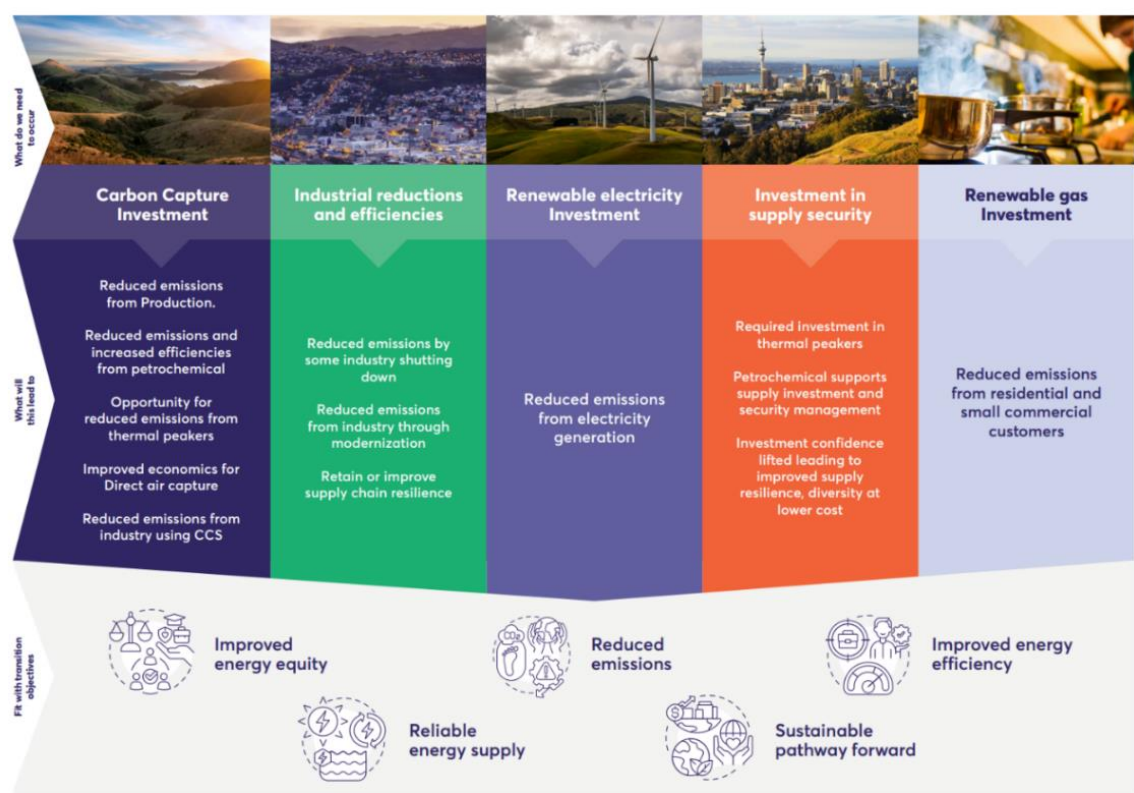 What do we need
to occur
Carbon Capture
Investment
Industrial reductions
and efficiencies
Renewable electricity
Investment
Investment in
supply security
Renewable gas
Investment
What will
this lead to
Reduced emissions
from Production.
Reduced emissions and
increased efficiencies
from petrochemical
Opportunity for
reduced emissions from
thermal peakers
Improved economics for
Direct air capture
Reduced emissions from
industry using CCS
Reduced emissions by
some industry shutting
down
Reduced emissions
from industry through
modernization
Retain or improve
supply chain resilience
Reduced emissions
from electricity
generation
Required investment in
thermal peakers
Petrochemical supports
supply investment and
security management
Investment confidence
lifted leading to
improved supply
resilience, diversity at
lower cost
Reduced emissions
from residential and
small commercial
customers
Fit with transition
objectives
Improved
energy equity
CO2
Reduced
emissions
Improved energy
efficiency
Reliable
energy supply
$
Sustainable
pathway forward